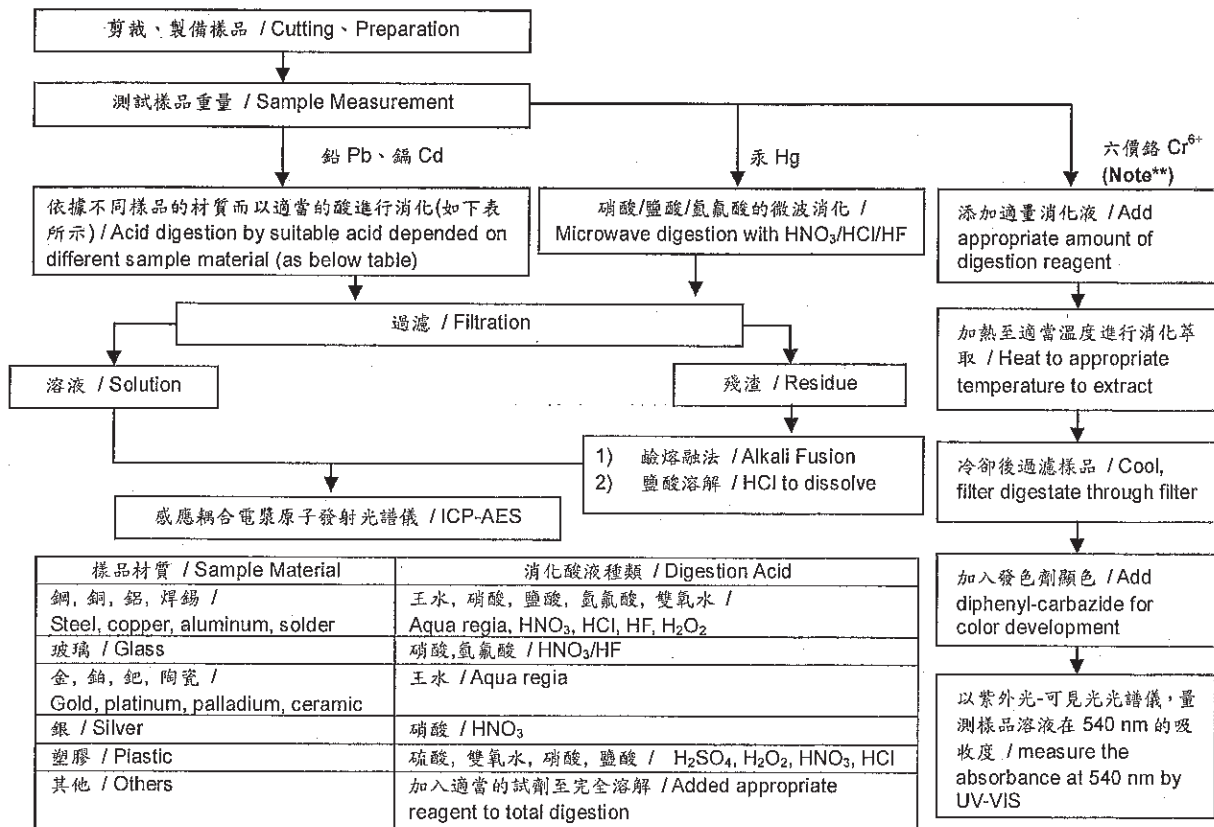 剪裁、製備樣品 / Cutting、Preparation
測試樣品重量 / Sample Measurement
鉛 Pb、鎘 Cd
汞 Hg
六價鉻 Cr⁶⁺
(Note**)
依據不同樣品的材質而以適當的酸進行消化(如下表
所示) / Acid digestion by suitable acid depended on
different sample material (as below table)
硝酸/鹽酸/氫氟酸的微波消化 /
Microwave digestion with HNO₃/HCl/HF
添加適量消化液 / Add
appropriate amount of
digestion reagent
過濾 / Filtration
加熱至適當溫度進行消化萃
取 / Heat to appropriate
temperature to extract
溶液 / Solution
殘渣 / Residue
1) 鹼熔融法 / Alkali Fusion
2) 鹽酸溶解 / HCl to dissolve
冷卻後過濾樣品 / Cool,
filter digestate through filter
感應耦合電漿原子發射光譜儀 / ICP-AES
樣品材質 / Sample Material
消化酸液種類 / Digestion Acid
鋼, 銅, 鋁, 焊錫 /
Steel, copper, aluminum, solder
王水, 硝酸, 鹽酸, 氫氟酸, 雙氧水 /
Aqua regia, HNO₃, HCl, HF, H₂O₂
玻璃 / Glass
硝酸,氫氟酸 / HNO₃/HF
金, 鉑, 鈀, 陶瓷 /
Gold, platinum, palladium, ceramic
王水 / Aqua regia
銀 / Silver
硝酸 / HNO₃
塑膠 / Plastic
硫酸, 雙氧水, 硝酸, 鹽酸 / H₂SO₄, H₂O₂, HNO₃, HCl
其他 / Others
加入適當的試劑至完全溶解 / Added appropriate
reagent to total digestion
加入發色劑顯色 / Add
diphenyl-carbazide for
color development
以紫外光-可見光光譜儀,量
測樣品溶液在 540 nm 的吸
收度 / measure the
absorbance at 540 nm by
UV-VIS